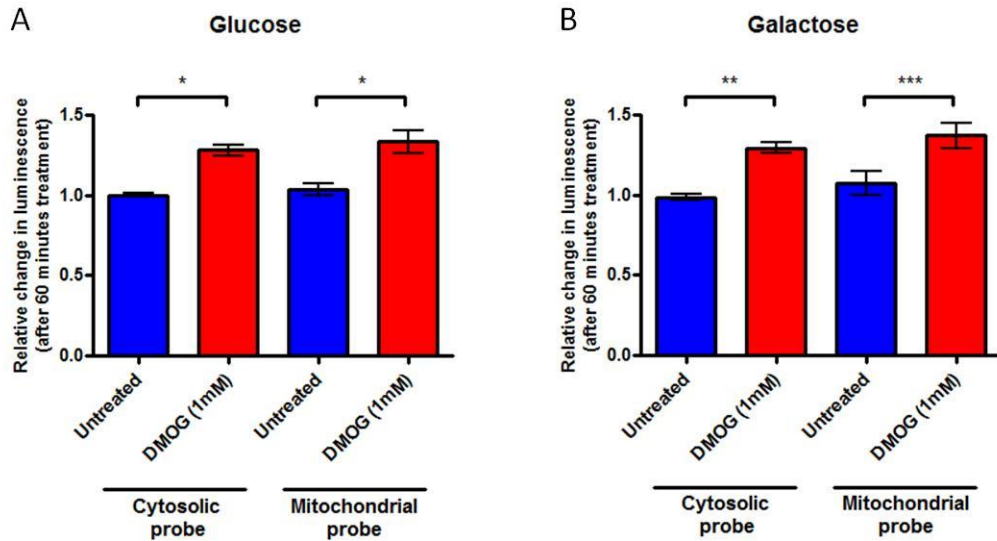 A
Glucose
*
*
Relative change in luminescence
(after 60 minutes treatment)
1.5
1.0
0.5
0.0
Untreated
DMOG (1mM)
Untreated
DMOG (1mM)
Cytosolic
probe
Mitochondrial
probe
B
Galactose
**
***
Relative change in luminescence
(after 60 minutes treatment)
1.5
1.0
0.5
0.0
Untreated
DMOG (1mM)
Untreated
DMOG (1mM)
Cytosolic
probe
Mitochondrial
probe